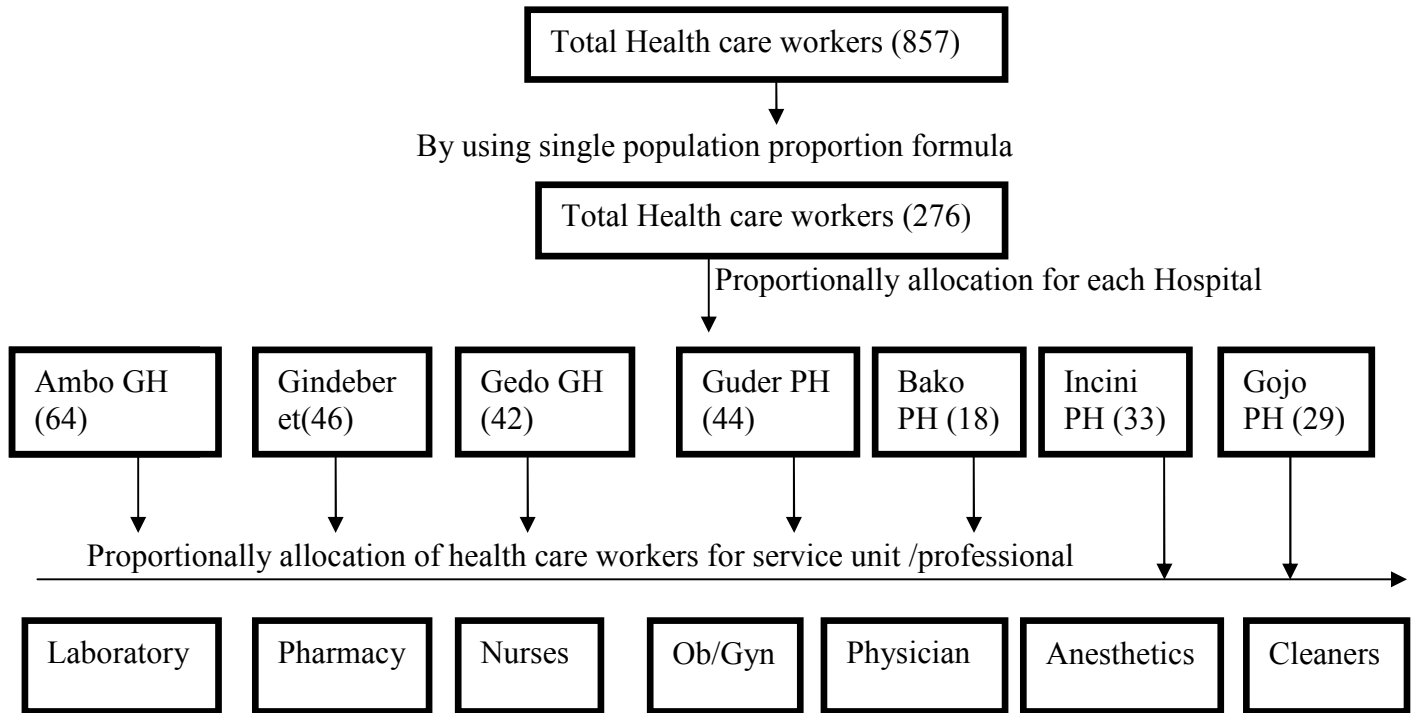 Total Health care workers (857)
By using single population proportion formula
Total Health care workers (276)
Proportionally allocation for each Hospital
Ambo GH
(64)
Gindeber
et(46)
Gedo GH
(42)
Guder PH
(44)
Bako
PH (18)
Incini
PH (33)
Gojo
PH (29)
Proportionally allocation of health care workers for service unit /professional
Laboratory
Pharmacy
Nurses
Ob/Gyn
Physician
Anesthetics
Cleaners